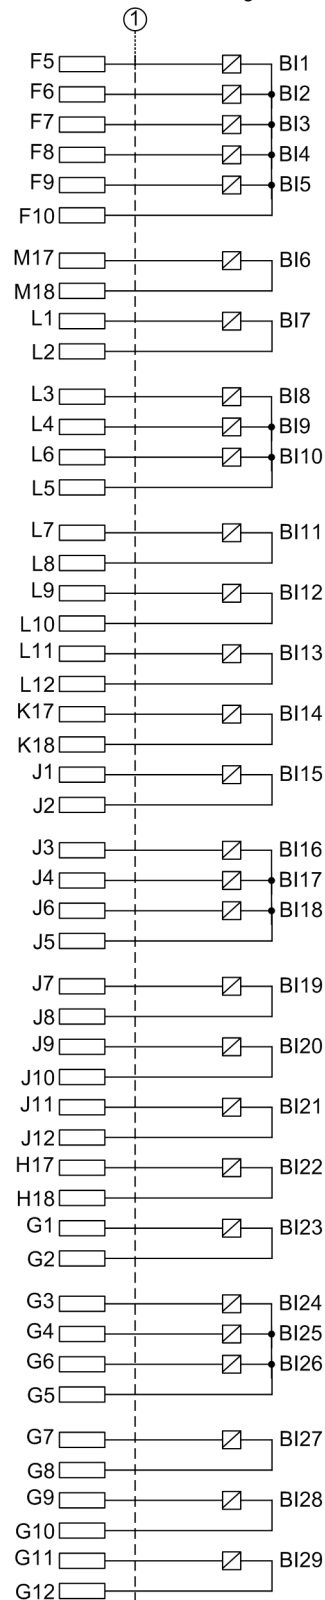 1
F5 BI1
F6 BI2
F7 BI3
F8 BI4
F9 BI5
F10
M17 BI6
M18
L1 BI7
L2
L3 BI8
L4 BI9
L6 BI10
L5
L7 BI11
L8
L9 BI12
L10
L11 BI13
L12
K17 BI14
K18
J1 BI15
J2
J3 BI16
J4 BI17
J6 BI18
J5
J7 BI19
J8
J9 BI20
J10
J11 BI21
J12
H17 BI22
H18
G1 BI23
G2
G3 BI24
G4 BI25
G6 BI26
G5
G7 BI27
G8
G9 BI28
G10
G11 BI29
G12